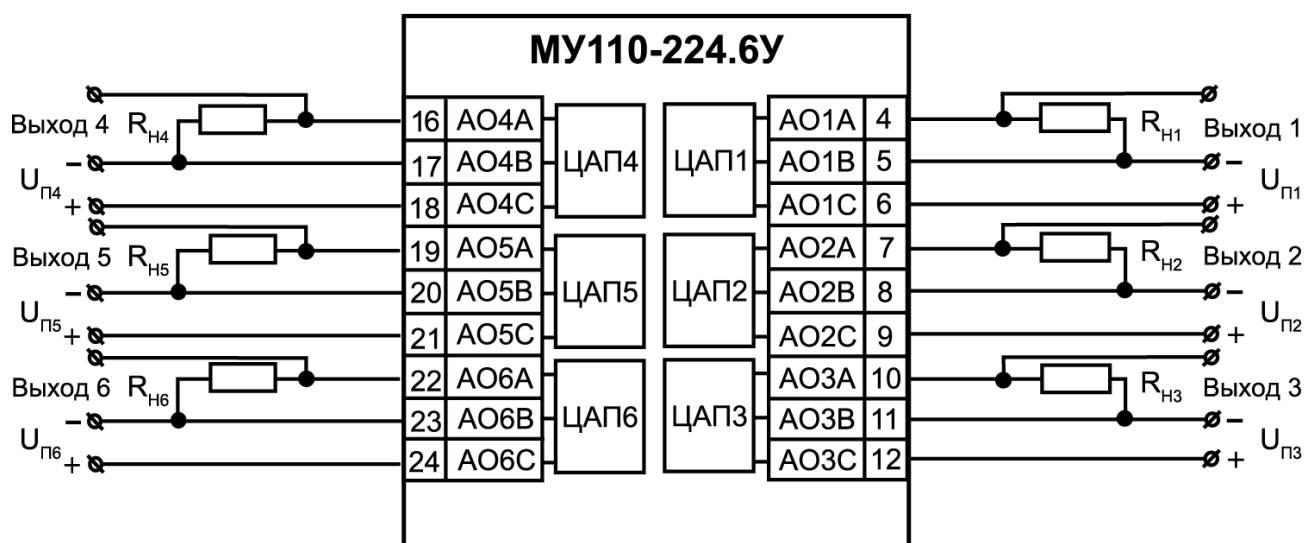 МУ110-224.6У
16 AO4A ЦАП4 ЦАП1 AO1A 4
Выход 4 RН4 RН1 Выход 1
− 17 AO4B AO1B 5 −
UП4 UП1
+ 18 AO4C AO1C 6 +
19 AO5A AO2A 7
Выход 5 RН5 RН2 Выход 2
− 20 AO5B ЦАП5 ЦАП2 AO2B 8 −
UП5 UП2
+ 21 AO5C AO2C 9 +
22 AO6A AO3A 10
Выход 6 RН6 RН3 Выход 3
− 23 AO6B ЦАП6 ЦАП3 AO3B 11 −
UП6 UП3
+ 24 AO6C AO3C 12 +